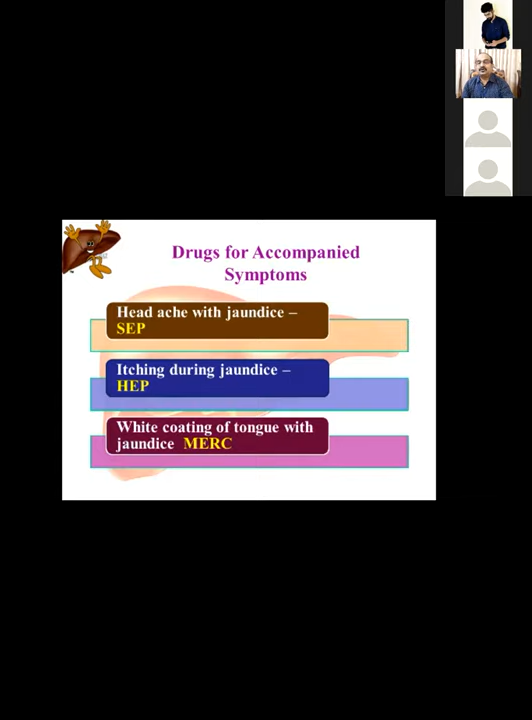 Drugs for Accompanied
Symptoms
Head ache with jaundice –
SEP
Itching during jaundice –
HEP
White coating of tongue with
jaundice MERC